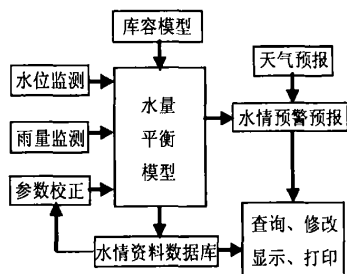 库容模型
天气预报
水位监测
水量
平衡
模型
雨量监测
水情预警预报
参数校正
查询、修改
显示、打印
水情资料数据库